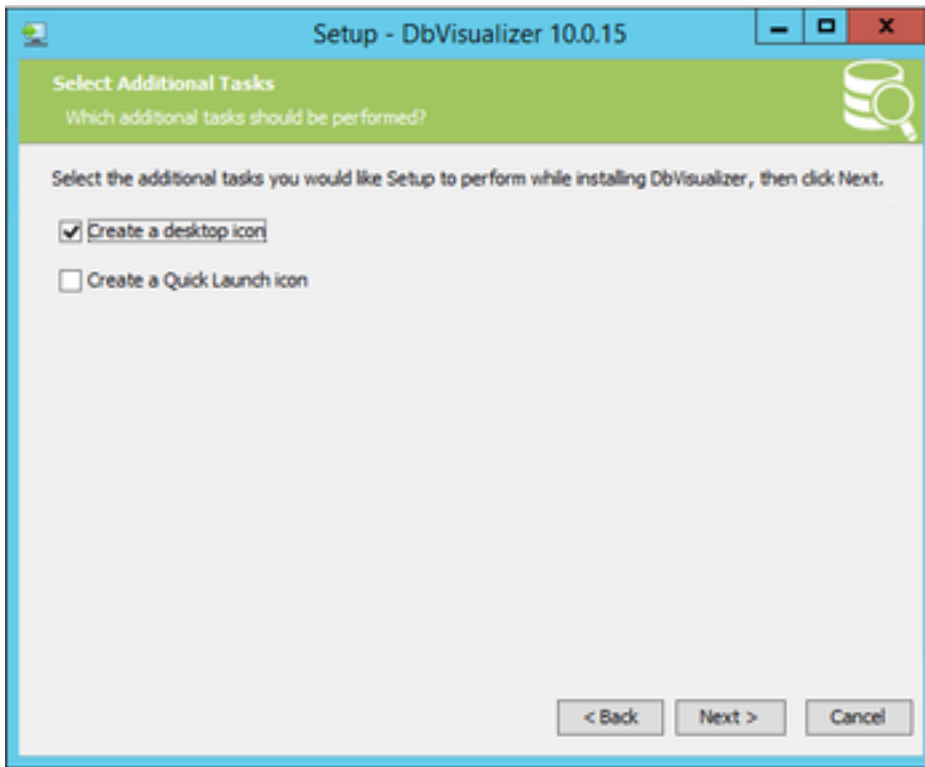 Setup - DbVisualizer 10.0.15
Select Additional Tasks
Which additional tasks should be performed?
Select the additional tasks you would like Setup to perform while installing DbVisualizer, then click Next.
Create a desktop icon
Create a Quick Launch icon
< Back Next > Cancel